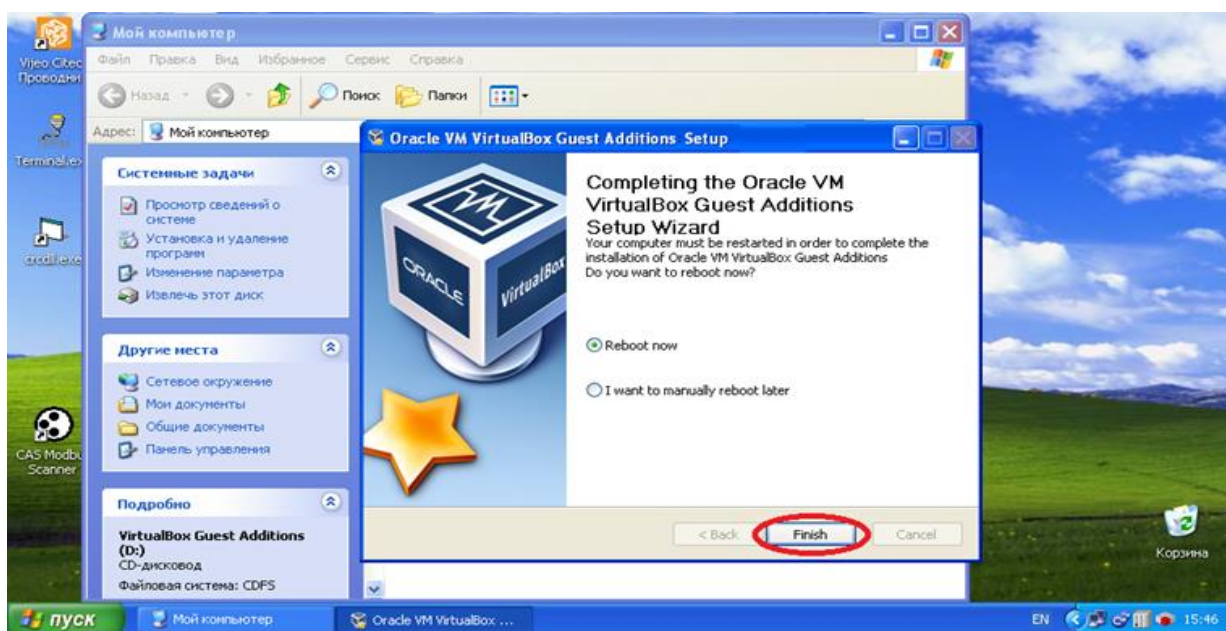 Vijeo Citec
Проводни
Terminal.ex
crcdll.exe
CAS Modbu
Scanner
Мой компьютер
Файл Правка Вид Избранное Сервис Справка
Назад Поиск Папки
Адрес: Мой компьютер
Системные задачи
Просмотр сведений о
системе
Установка и удаление
программ
Изменение параметра
Извлечь этот диск
Другие места
Сетевое окружение
Мои документы
Общие документы
Панель управления
Подробно
VirtualBox Guest Additions
(D:)
CD-дисковод
Файловая система: CDFS
Oracle VM VirtualBox Guest Additions Setup
ORACLE
VirtualBox
Completing the Oracle VM
VirtualBox Guest Additions
Setup Wizard
Your computer must be restarted in order to complete the
installation of Oracle VM VirtualBox Guest Additions
Do you want to reboot now?
Reboot now
I want to manually reboot later
< Back Finish Cancel
Корзина
пуск Мой компьютер Oracle VM VirtualBox ... EN 15:46